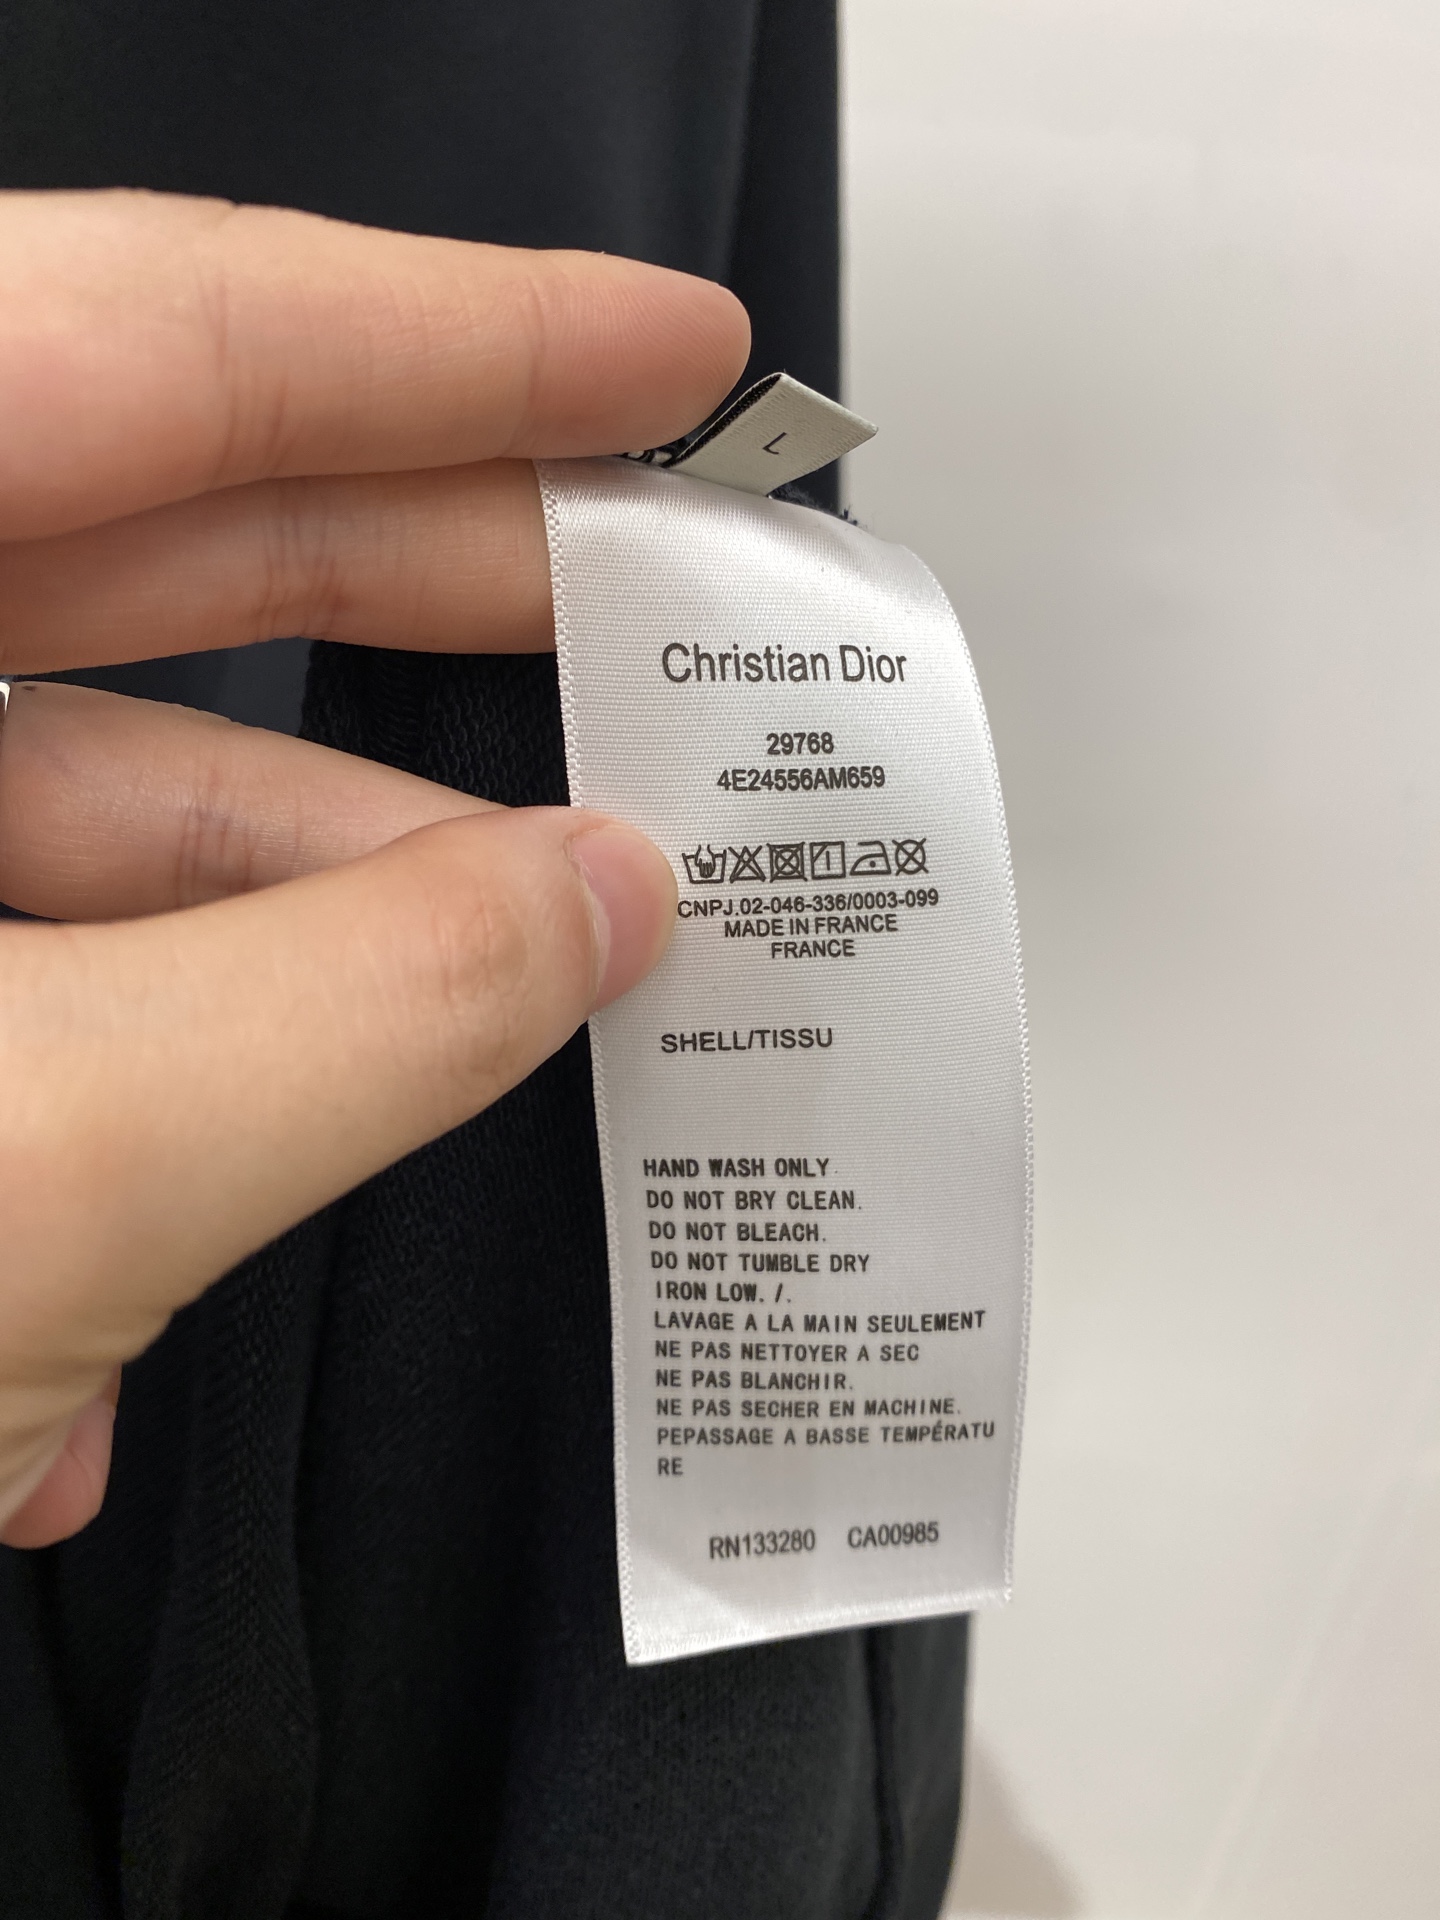 L
Christian Dior
29768
4E24556AM659
CNPJ.02-046-336/0003-099
MADE IN FRANCE
FRANCE
SHELL/TISSU
HAND WASH ONLY.
DO NOT BRY CLEAN.
DO NOT BLEACH.
DO NOT TUMBLE DRY
IRON LOW. /.
LAVAGE A LA MAIN SEULEMENT
NE PAS NETTOYER A SEC
NE PAS BLANCHIR.
NE PAS SECHER EN MACHINE.
PEPASSAGE A BASSE TEMPÉRATU
RE
RN133280 CA00985